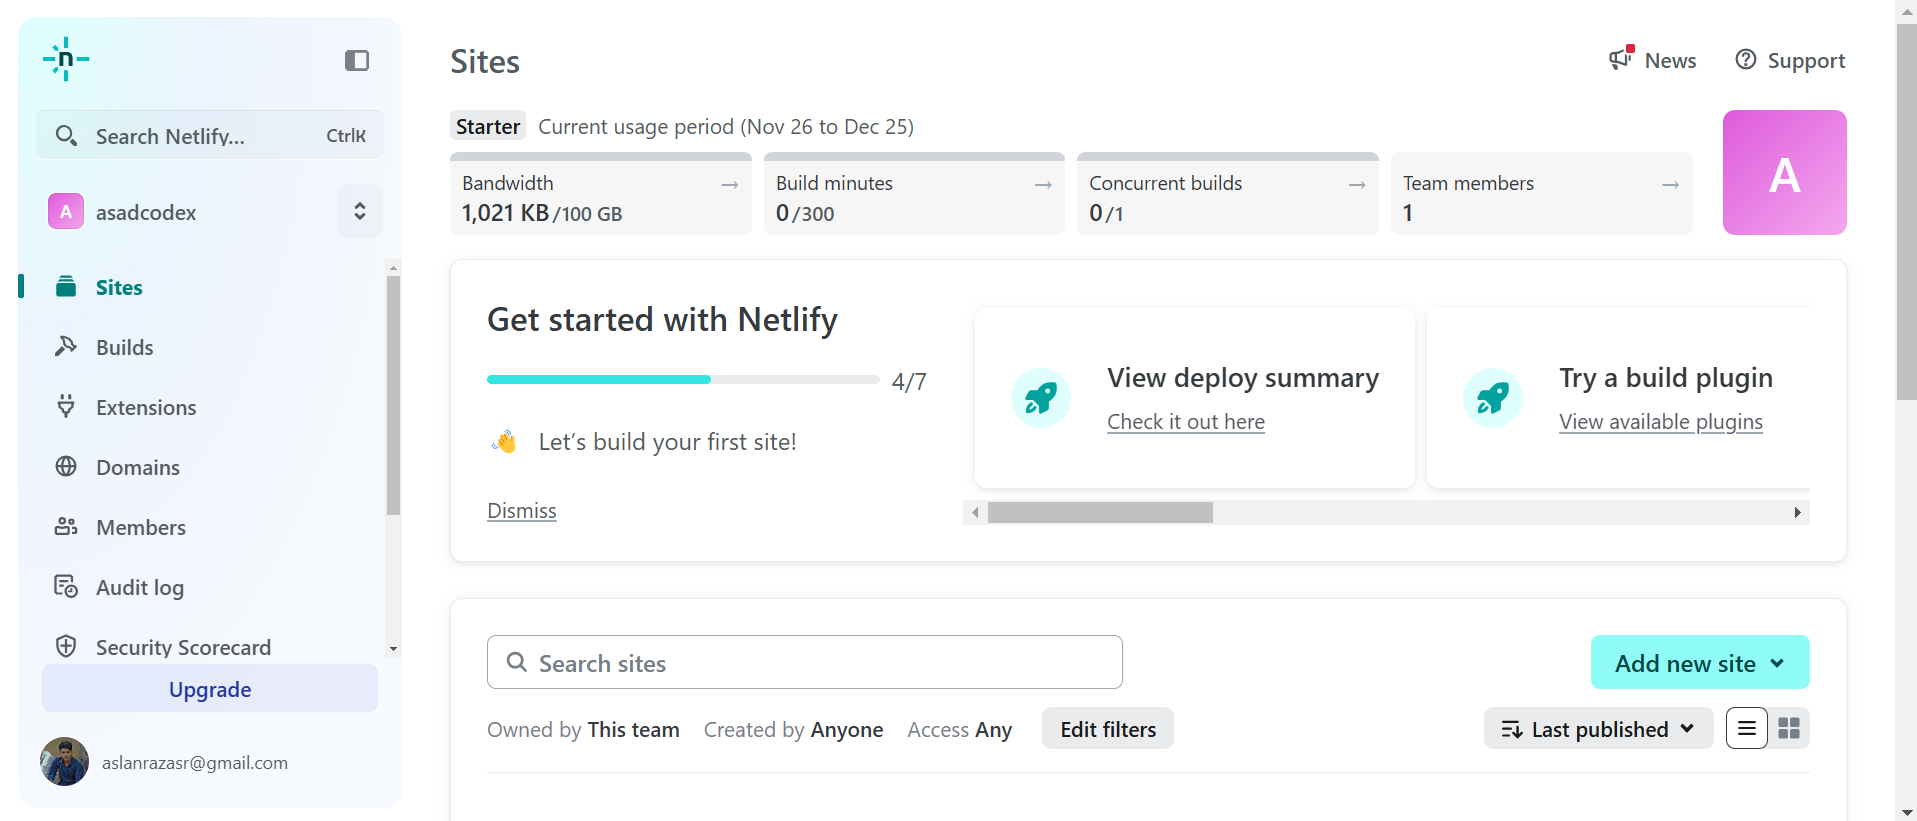 n
Search Netlify...
CtrlK
A
asadcodex
Sites
Builds
Extensions
Domains
Members
Audit log
Security Scorecard
Upgrade
aslanrazasr@gmail.com
Sites
News
Support
Starter
Current usage period (Nov 26 to Dec 25)
Bandwidth →
1,021 KB/100 GB
Build minutes →
0/300
Concurrent builds →
0/1
Team members →
1
A
Get started with Netlify
4/7
👋 Let’s build your first site!
Dismiss
View deploy summary
Check it out here
Try a build plugin
View available plugins
Search sites
Add new site
Owned by This team
Created by Anyone
Access Any
Edit filters
Last published